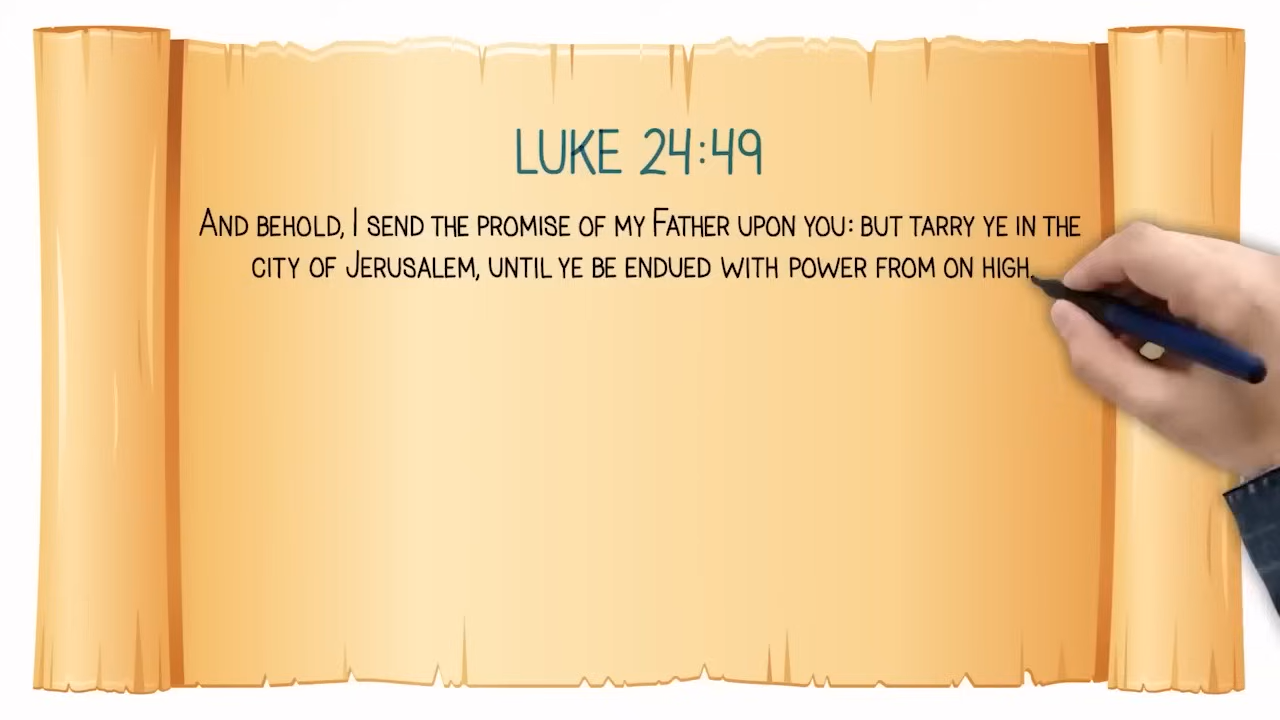 LUKE 24:49
And behold, I send the promise of my Father upon you: but tarry ye in the
city of Jerusalem, until ye be endued with power from on high.